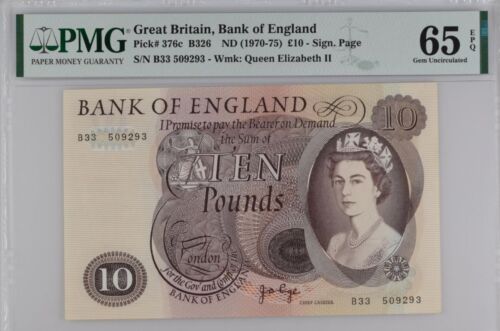 PMG
PAPER MONEY GUARANTY
Great Britain, Bank of England
Pick# 376c B326 ND (1970-75) £10 - Sign. Page
S/N B33 509293 - Wmk: Queen Elizabeth II
65 EPQ
Gem Uncirculated
BANK OF ENGLAND
10
I Promise to pay the Bearer on Demand
the Sum of
B33 509293
TEN
Pounds
London
for the Gov: and Comp: of the
BANK OF ENGLAND
10
CHIEF CASHIER
B33 509293